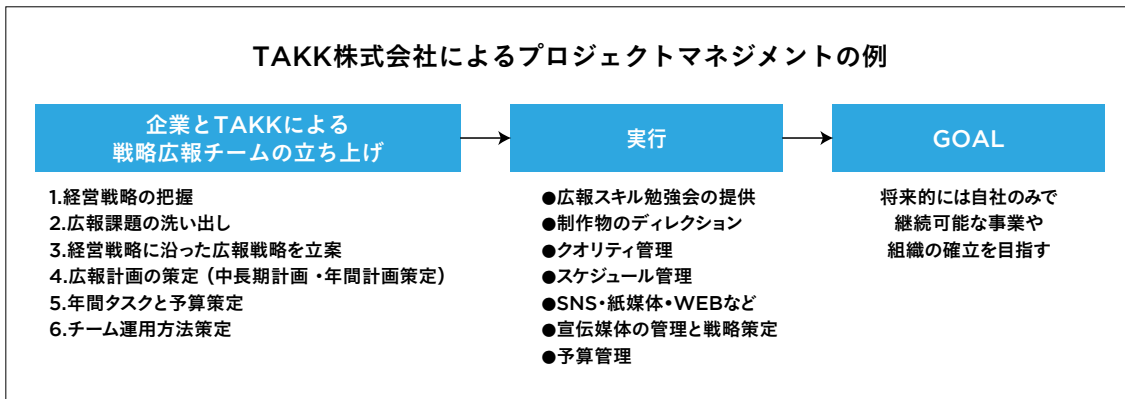 TAKK株式会社によるプロジェクトマネジメントの例
企業とTAKKによる
戦略広報チームの立ち上げ
1.経営戦略の把握
2.広報課題の洗い出し
3.経営戦略に沿った広報戦略を立案
4.広報計画の策定（中長期計画・年間計画策定）
5.年間タスクと予算策定
6.チーム運用方法策定
実行
●広報スキル勉強会の提供
●制作物のディレクション
●クオリティ管理
●スケジュール管理
●SNS・紙媒体・WEBなど
●宣伝媒体の管理と戦略策定
●予算管理
GOAL
将来的には自社のみで
継続可能な事業や
組織の確立を目指す